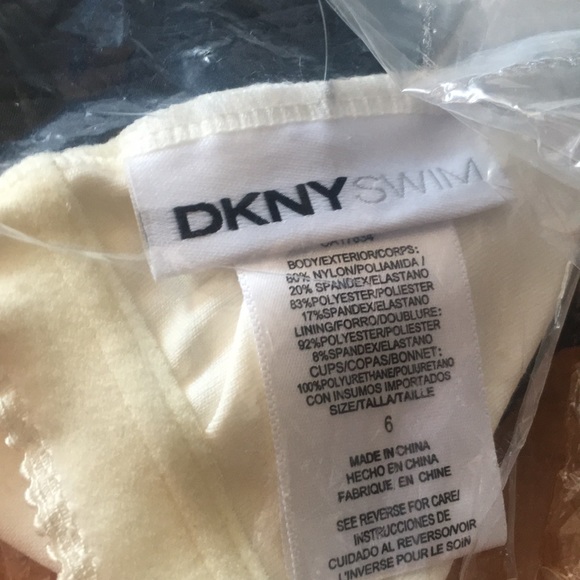 DKNY SWIM
BODY/EXTERIOR/CORPS:
60% NYLON/POLIAMIDA/
20% SPANDEX/ELASTANO
83%POLYESTER/POLIESTER
17%SPANDEX/ELASTANO
LINING/FORRO/DOUBLURE:
92%POLYESTER/POLIESTER
8%SPANDEX/ELASTANO
CUPS/COPAS/BONNET:
100%POLYURETHANE/POLIURETANO
CON INSUMOS IMPORTADOS
SIZE/TALLA/TAILLE
6
MADE IN CHINA
HECHO EN CHINA
FABRIQUE EN CHINE
SEE REVERSE FOR CARE/
INSTRUCCIONES DE
CUIDADO AL REVERSO/VOIR
L'INVERSE POUR LE SOIN